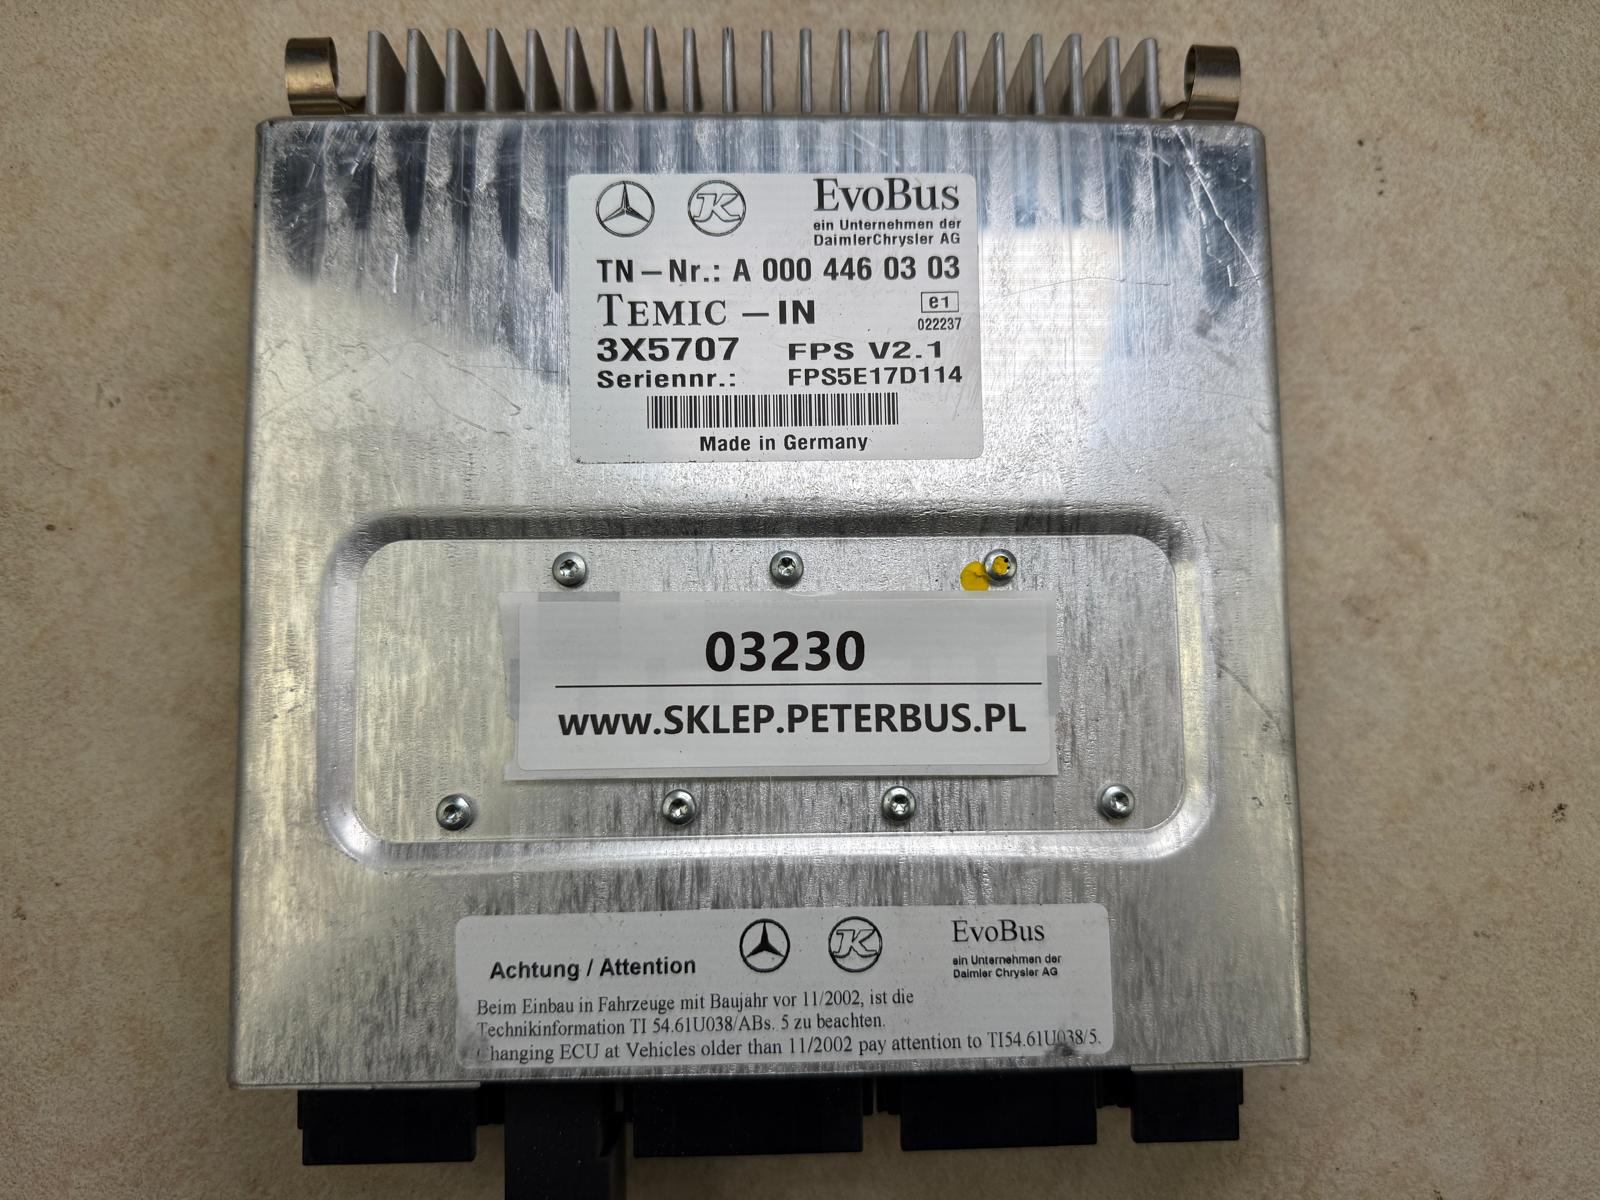 K
EvoBus
ein Unternehmen der
DaimlerChrysler AG
TN-Nr.: A 000 446 03 03
TEMIC -IN
e1
022237
3X5707 FPS V2.1
Seriennr.: FPS5E17D114
Made in Germany
03230
www.SKLEP.PETERBUS.PL
Achtung / Attention
K
EvoBus
ein Unternehmen der
Daimler Chrysler AG
Beim Einbau in Fahrzeuge mit Baujahr vor 11/2002, ist die
Technikinformation TI 54.61U038/ABs. 5 zu beachten.
Changing ECU at Vehicles older than 11/2002 pay attention to TI54.61U038/5.